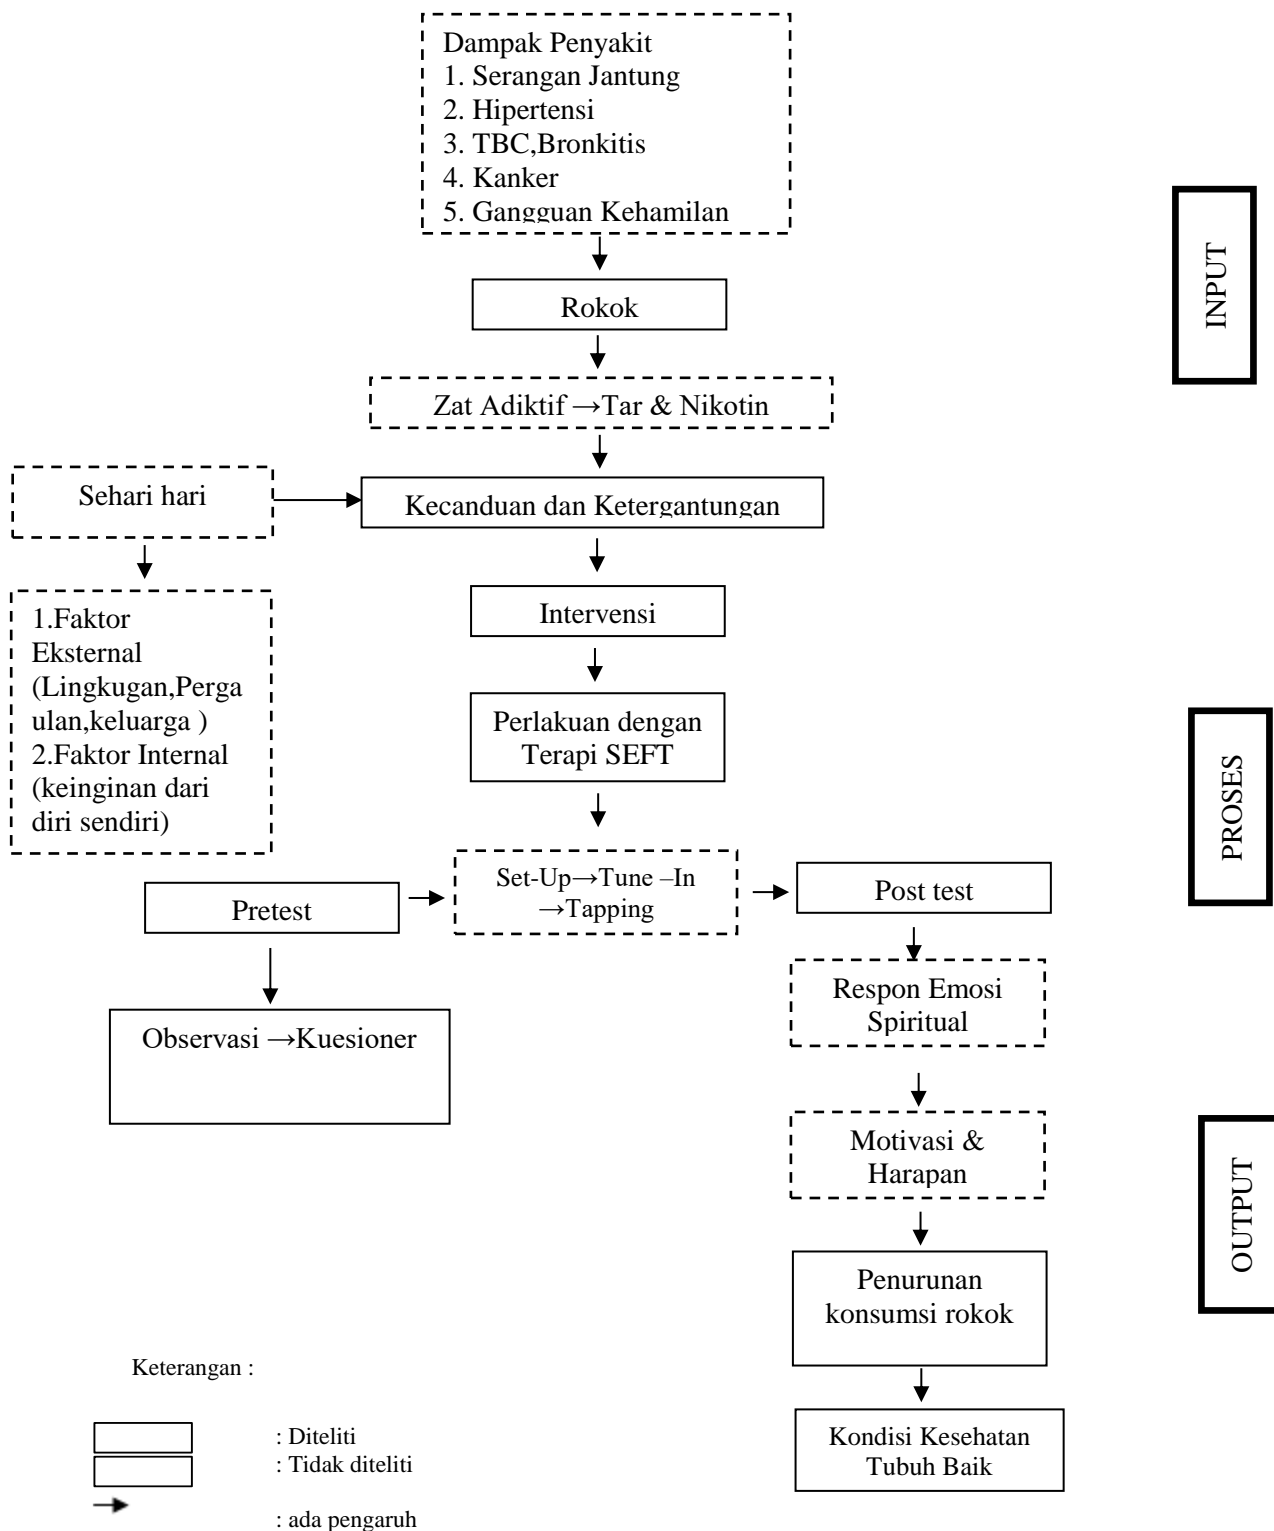 Dampak Penyakit
1. Serangan Jantung
2. Hipertensi
3. TBC,Bronkitis
4. Kanker
5. Gangguan Kehamilan
INPUT
Rokok
Zat Adiktif →Tar & Nikotin
Sehari hari
Kecanduan dan Ketergantungan
1.Faktor
Eksternal
(Lingkugan,Perga
ulan,keluarga )
2.Faktor Internal
(keinginan dari
diri sendiri)
Intervensi
Perlakuan dengan
Terapi SEFT
PROSES
Pretest
Set-Up→Tune –In
→Tapping
Post test
Observasi →Kuesioner
Respon Emosi
Spiritual
Motivasi &
Harapan
OUTPUT
Penurunan
konsumsi rokok
Kondisi Kesehatan
Tubuh Baik
Keterangan :
: Diteliti
: Tidak diteliti
: ada pengaruh